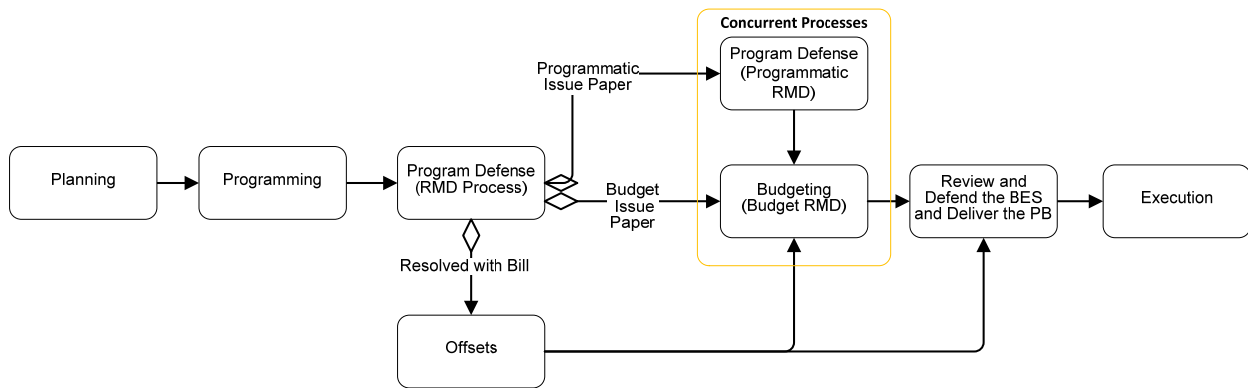 Concurrent Processes
Program Defense
(Programmatic
RMD)
Programmatic
Issue Paper
Planning
Programming
Program Defense
(RMD Process)
Budget
Issue
Paper
Budgeting
(Budget RMD)
Review and
Defend the BES
and Deliver the PB
Execution
Resolved with Bill
Offsets